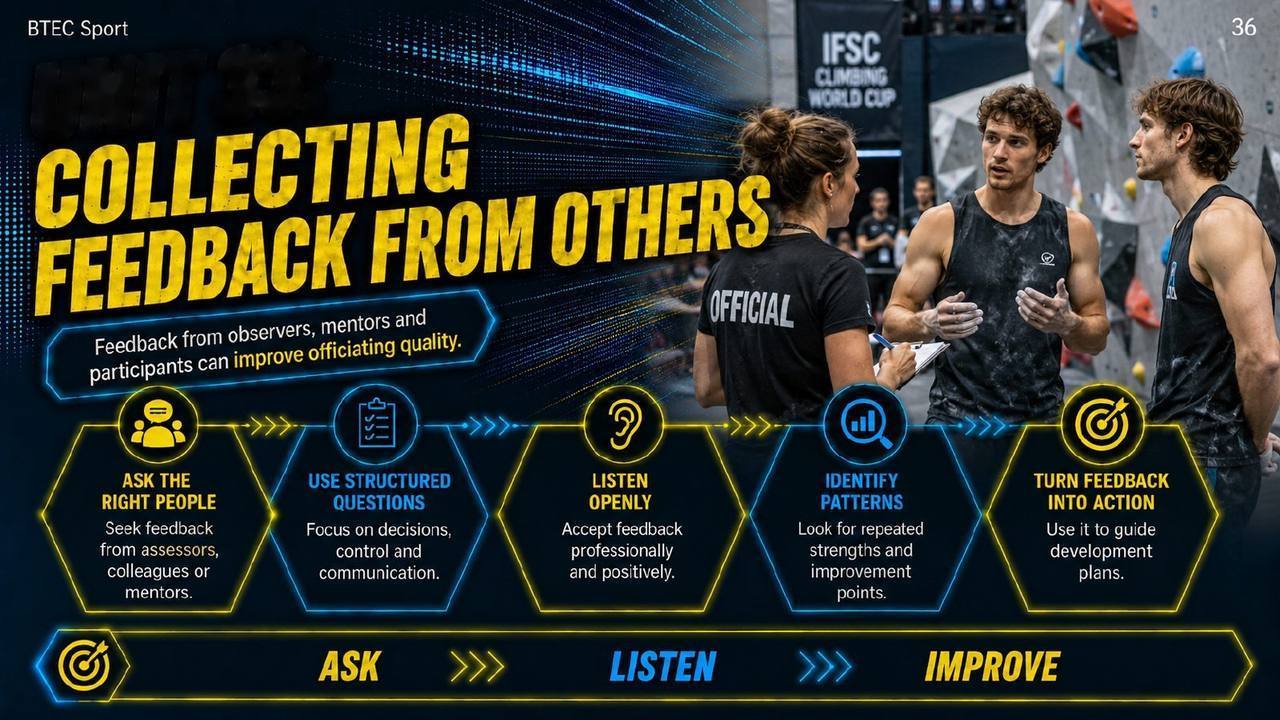 BTEC Sport
36
COLLECTING
FEEDBACK FROM OTHERS
Feedback from observers, mentors and
participants can improve officiating quality.
IFSC
CLIMBING
WORLD CUP
OFFICIAL
ASK THE
RIGHT PEOPLE
Seek feedback
from assessors,
colleagues or
mentors.
USE STRUCTURED
QUESTIONS
Focus on decisions,
control and
communication.
LISTEN
OPENLY
Accept feedback
professionally
and positively.
IDENTIFY
PATTERNS
Look for repeated
strengths and
improvement
points.
TURN FEEDBACK
INTO ACTION
Use it to guide
development
plans.
ASK
LISTEN
IMPROVE